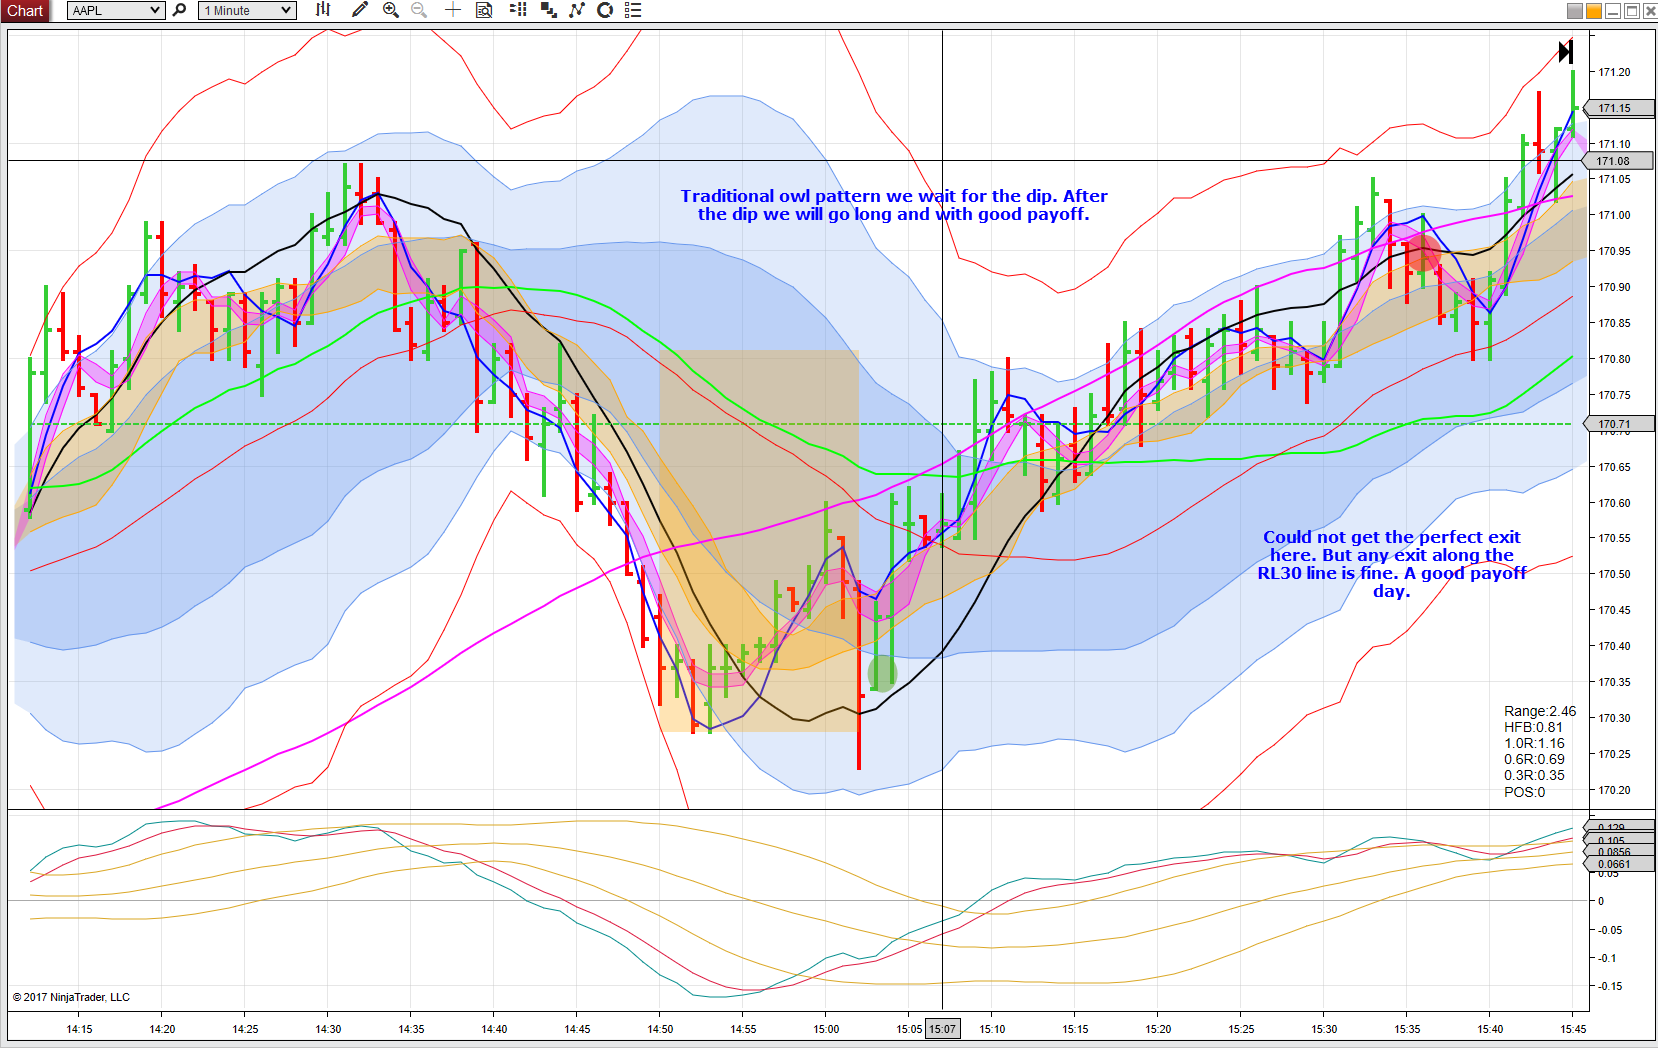 Chart AAPL 1 Minute
Traditional owl pattern we wait for the dip. After
the dip we will go long and with good payoff.
Could not get the perfect exit
here. But any exit along the
RL30 line is fine. A good payoff
day.
171.20
171.15
171.10
171.08
171.05
171.00
170.95
170.90
170.85
170.80
170.75
170.71
170.70
170.65
170.60
170.55
170.50
170.45
170.40
170.35
170.30
170.25
170.20
Range:2.46
HFB:0.81
1.0R:1.16
0.6R:0.69
0.3R:0.35
POS:0
0.129
0.105
0.0856
0.0661
0.05
0
-0.05
-0.1
-0.15
© 2017 NinjaTrader, LLC
14:15 14:20 14:25 14:30 14:35 14:40 14:45 14:50 14:55 15:00 15:05 15:07 15:10 15:15 15:20 15:25 15:30 15:35 15:40 15:45